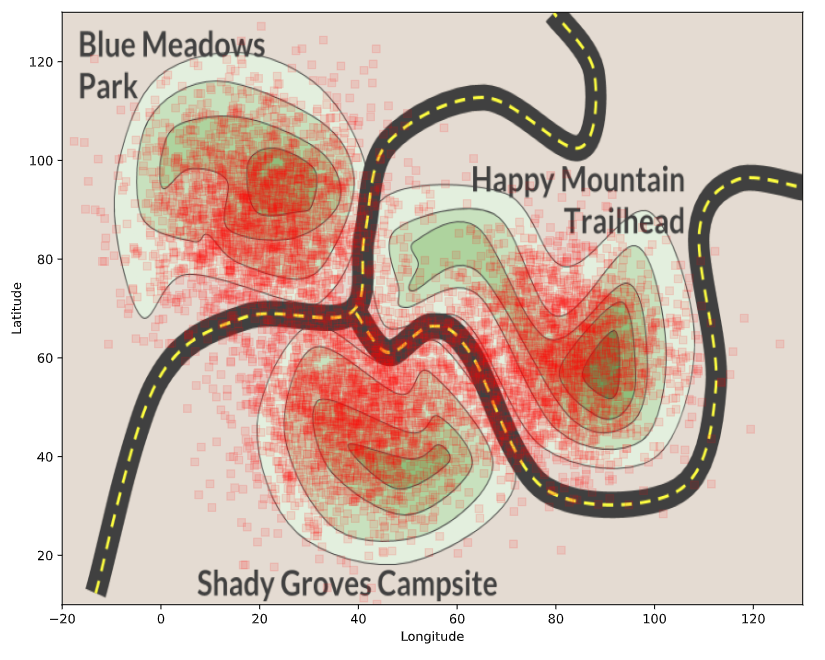 Blue Meadows
Park
Happy Mountain
Trailhead
Shady Groves Campsite
120
100
80
60
40
20
Latitude
−20
0
20
40
60
80
100
120
Longitude